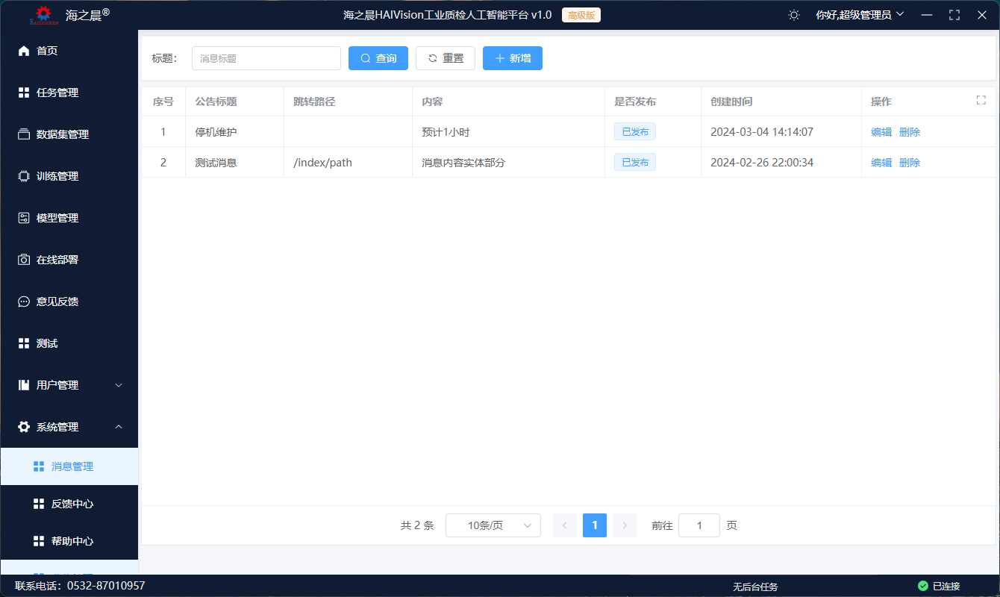 海之晨®
海之晨HAIVision工业质检人工智能平台 v1.0 高级版
你好,超级管理员
首页
任务管理
数据集管理
训练管理
模型管理
在线部署
意见反馈
测试
用户管理
系统管理
消息管理
反馈中心
帮助中心
标题： 消息标题 查询 重置 新增
序号 公告标题 跳转路径 内容 是否发布 创建时间 操作
1 停机维护 预计1小时 已发布 2024-03-04 14:14:07 编辑 删除
2 测试消息 /index/path 消息内容实体部分 已发布 2024-02-26 22:00:34 编辑 删除
共 2 条 10条/页 1 前往 1 页
联系电话：0532-87010957 无后台任务 已连接